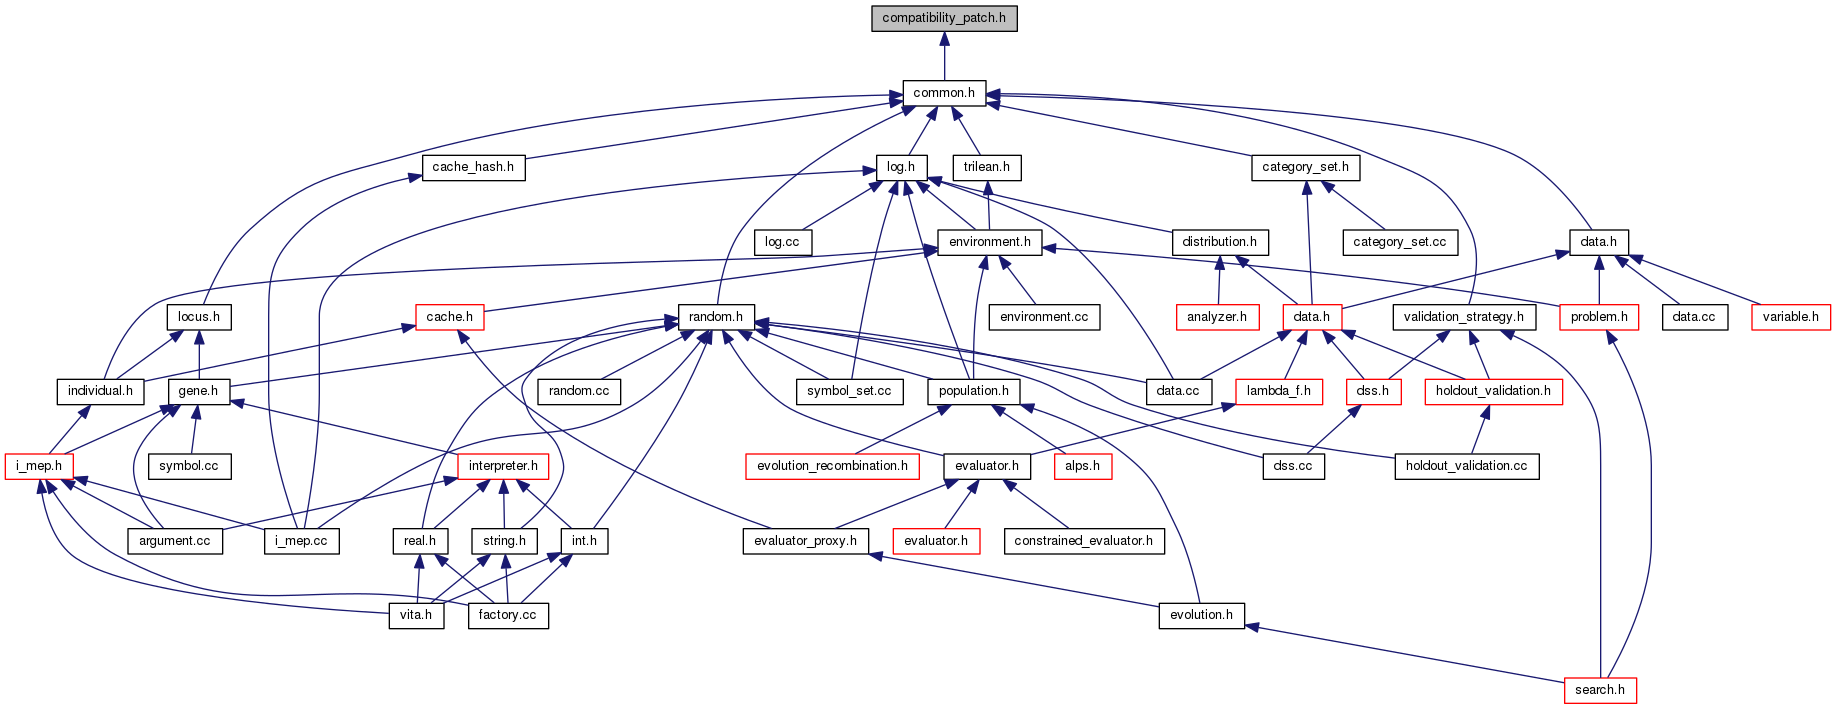 compatibility_patch.h
common.h
cache_hash.h
log.h
trilean.h
category_set.h
log.cc
environment.h
distribution.h
category_set.cc
data.h
locus.h
cache.h
random.h
environment.cc
analyzer.h
data.h
validation_strategy.h
problem.h
data.cc
variable.h
individual.h
gene.h
random.cc
symbol_set.cc
population.h
data.cc
lambda_f.h
dss.h
holdout_validation.h
i_mep.h
symbol.cc
interpreter.h
evolution_recombination.h
evaluator.h
alps.h
dss.cc
holdout_validation.cc
argument.cc
i_mep.cc
real.h
string.h
int.h
evaluator_proxy.h
evaluator.h
constrained_evaluator.h
vita.h
factory.cc
evolution.h
search.h